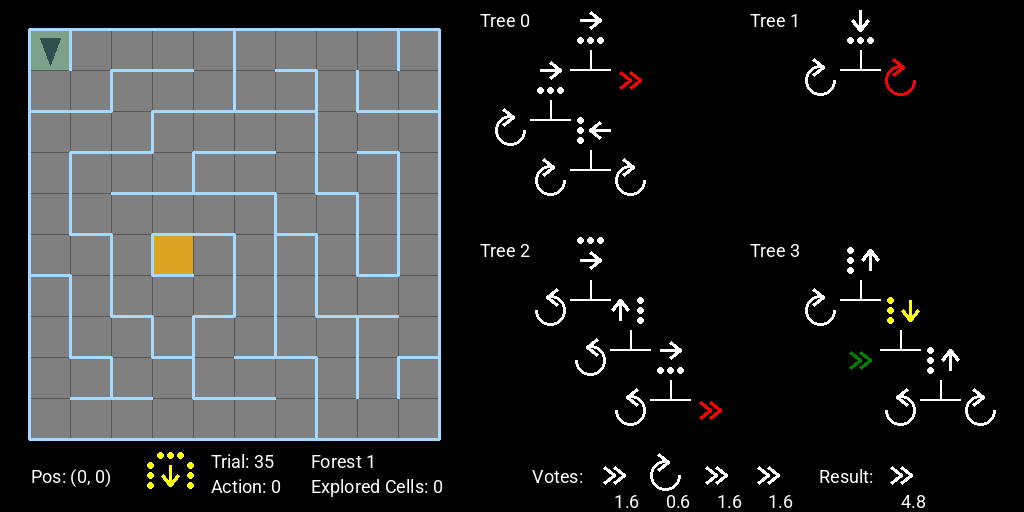 Tree 0
Tree 1
Tree 2
Tree 3
Pos: (0, 0)
Trial: 35
Forest 1
Action: 0
Explored Cells: 0
Votes:
1.6
0.6
1.6
1.6
Result:
4.8